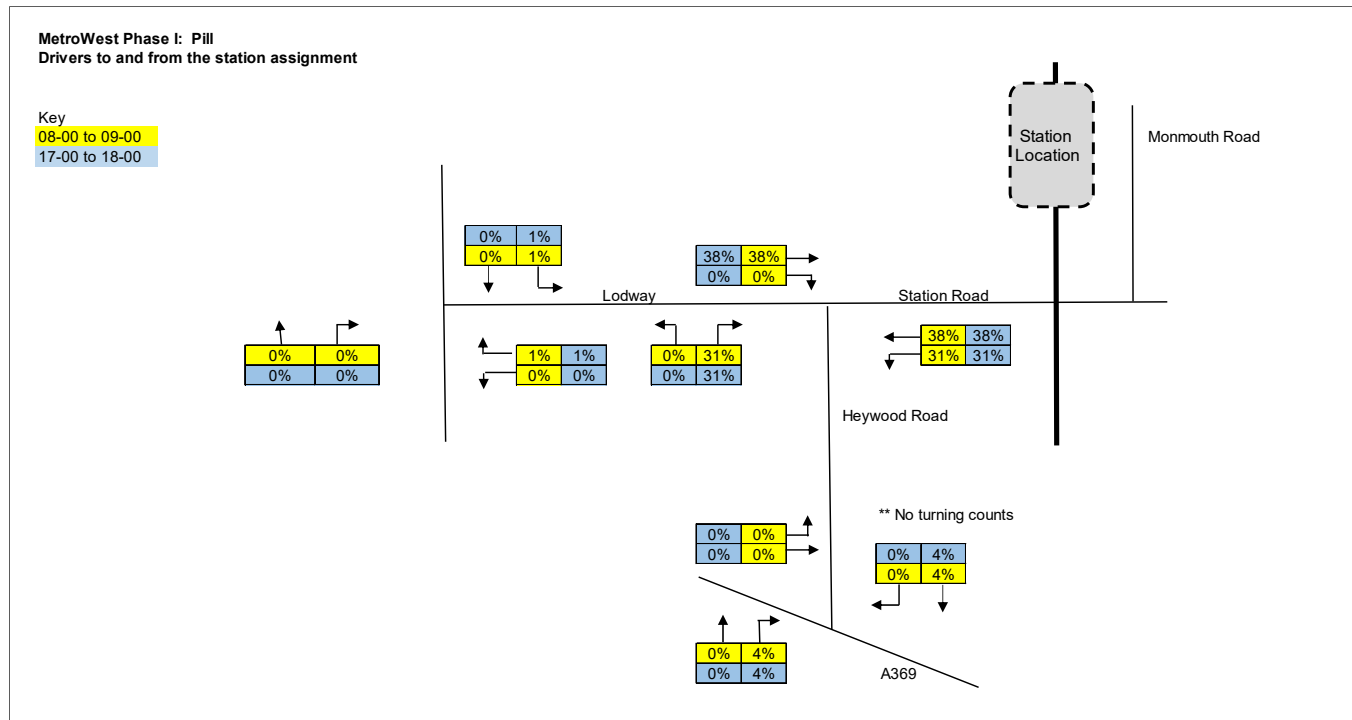 MetroWest Phase I:  Pill
Drivers to and from the station assignment
Key
08-00 to 09-00
17-00 to 18-00
Station
Location
Monmouth Road
0% 1%
0% 1%
38% 38%
0% 0%
Lodway
Station Road
0% 0%
0% 0%
1% 1%
0% 0%
0% 31%
0% 31%
38% 38%
31% 31%
Heywood Road
** No turning counts
0% 0%
0% 0%
0% 4%
0% 4%
0% 4%
0% 4%
A369